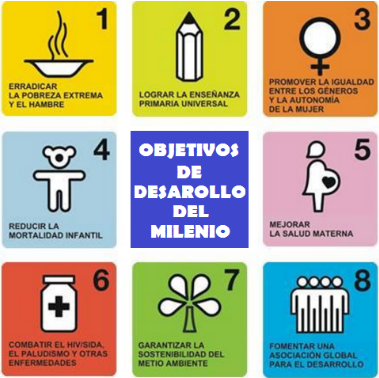 1
ERRADICAR
LA POBREZA EXTREMA
Y EL HAMBRE
2
LOGRAR LA ENSEÑANZA
PRIMARIA UNIVERSAL
3
PROMOVER LA IGUALDAD
ENTRE LOS GÉNEROS
Y LA AUTONOMÍA
DE LA MUJER
4
REDUCIR LA
MORTALIDAD INFANTIL
OBJETIVOS
DE
DESAROLLO
DEL
MILENIO
5
MEJORAR
LA SALUD MATERNA
6
COMBATIR EL HIV/SIDA,
EL PALUDISMO Y OTRAS
ENFERMEDADES
7
GARANTIZAR LA
SOSTENIBILIDAD DEL
METIO AMBIENTE
8
FOMENTAR UNA
ASOCIACIÓN GLOBAL
PARA EL DESARROLLO